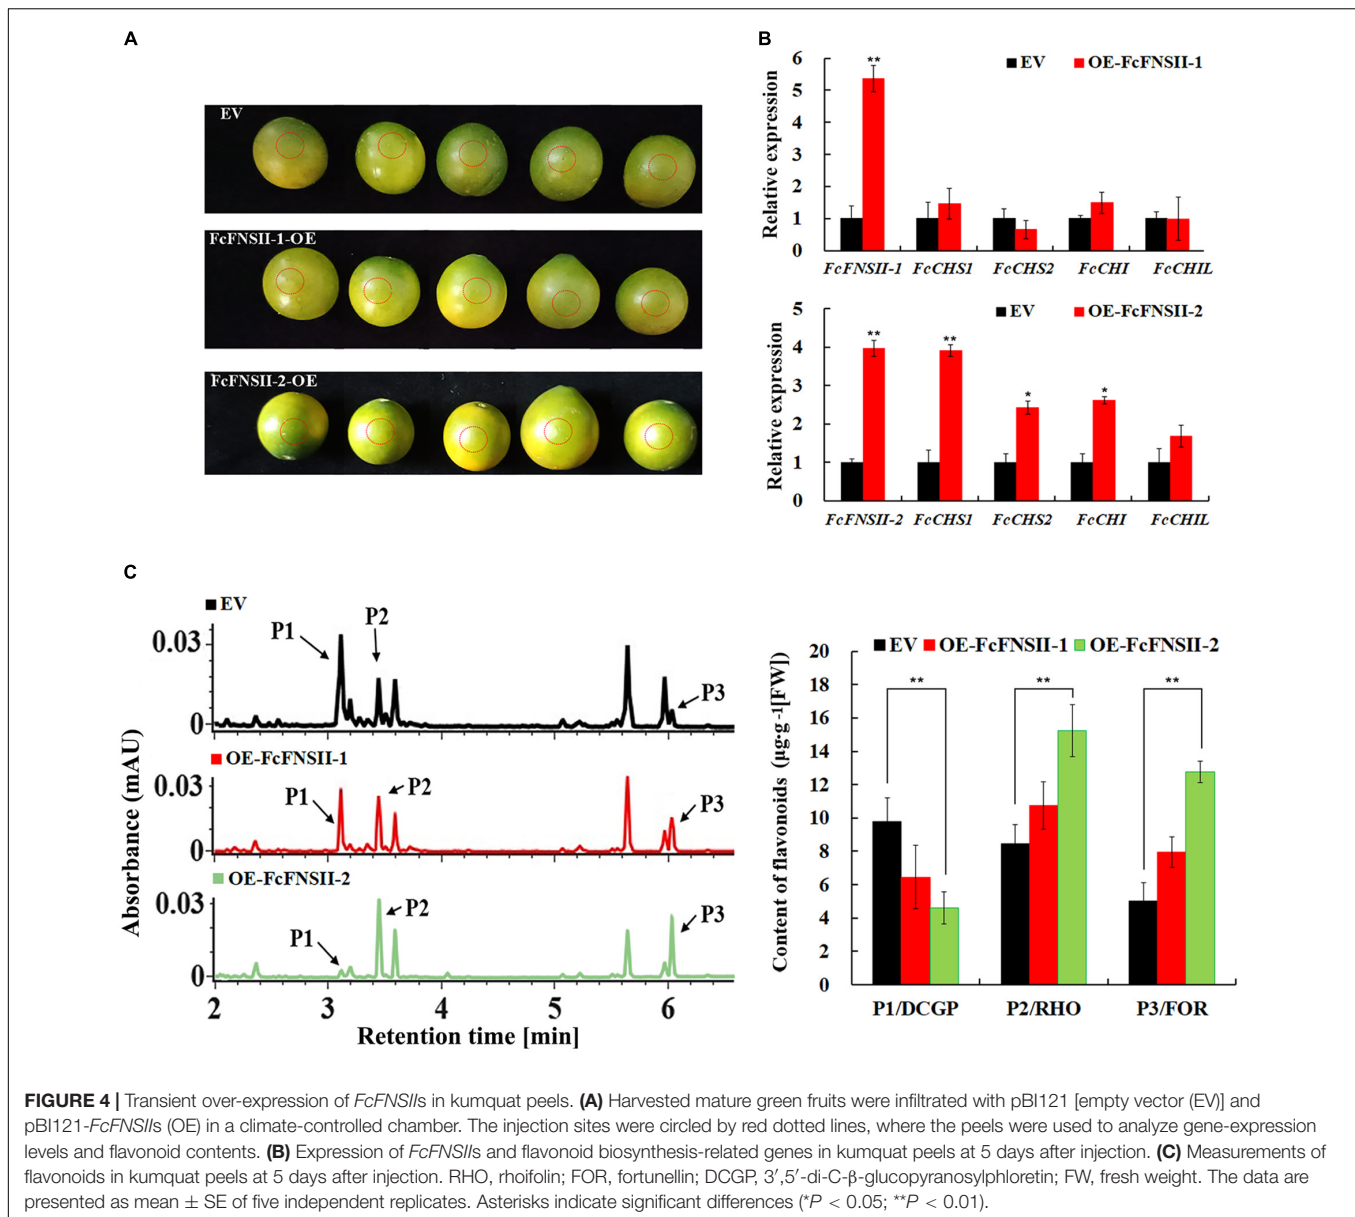 A
EV
FcFNSII-1-OE
FcFNSII-2-OE
B
EV OE-FcFNSII-1
Relative expression
6
5
4
3
2
1
0
**
FcFNSII-1 FcCHS1 FcCHS2 FcCHI FcCHIL
EV OE-FcFNSII-2
Relative expression
5
4
3
2
1
0
** ** * *
FcFNSII-2 FcCHS1 FcCHS2 FcCHI FcCHIL
C
EV
0.03
0
P1 P2 P3
OE-FcFNSII-1
0.03
0
P1 P2 P3
OE-FcFNSII-2
0.03
0
P1 P2 P3
Absorbance (mAU)
2 3 4 5 6
Retention time [min]
EV OE-FcFNSII-1 OE-FcFNSII-2
Content of flavonoids (µg·g⁻¹[FW])
20
18
16
14
12
10
8
6
4
2
0
** ** **
P1/DCGP P2/RHO P3/FOR
FIGURE 4 | Transient over-expression of FcFNSIIs in kumquat peels. (A) Harvested mature green fruits were infiltrated with pBI121 [empty vector (EV)] and
pBI121-FcFNSIIs (OE) in a climate-controlled chamber. The injection sites were circled by red dotted lines, where the peels were used to analyze gene-expression
levels and flavonoid contents. (B) Expression of FcFNSIIs and flavonoid biosynthesis-related genes in kumquat peels at 5 days after injection. (C) Measurements of
flavonoids in kumquat peels at 5 days after injection. RHO, rhoifolin; FOR, fortunellin; DCGP, 3′,5′-di-C-β-glucopyranosylphloretin; FW, fresh weight. The data are
presented as mean ± SE of five independent replicates. Asterisks indicate significant differences (*P < 0.05; **P < 0.01).